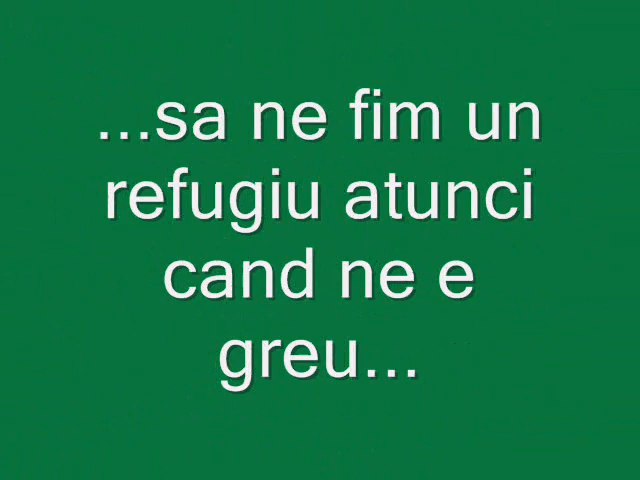 ...sa ne fim un
refugiu atunci
cand ne e
greu...